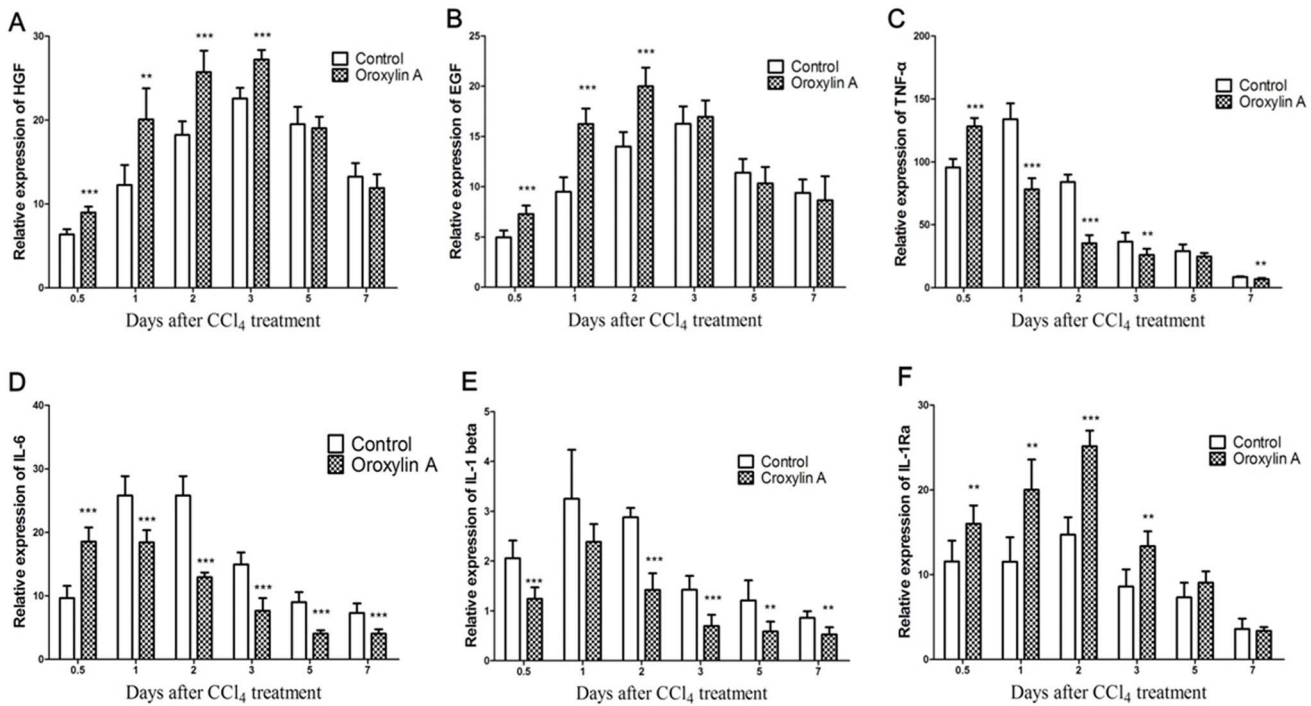 A
Relative expression of HGF
30
20
10
0
***
**
***
***
Control
Oroxylin A
0.5 1 2 3 5 7
Days after CCl4 treatment
B
Relative expression of EGF
25
20
15
10
5
0
***
***
***
Control
Oroxylin A
0.5 1 2 3 5 7
Days after CCl4 treatment
C
Relative expression of TNF-α
200
150
100
50
0
***
***
***
**
**
Control
Oroxylin A
0.5 1 2 3 5 7
Days after CCl4 treatment
D
Relative expression of IL-6
40
30
20
10
0
***
***
***
***
***
***
Control
Oroxylin A
0.5 1 2 3 5 7
Days after CCl4 treatment
E
Relative expression of IL-1 beta
5
4
3
2
1
0
***
***
***
**
**
Control
Croxylin A
0.5 1 2 3 5 7
Days after CCl4 treatment
F
Relative expression of IL-1Ra
30
20
10
0
**
**
***
**
Control
Oroxylin A
0.5 1 2 3 5 7
Days after CCl4 treatment